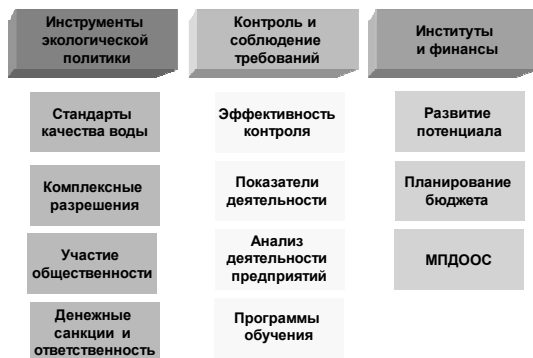 Инструменты
экологической
политики
Контроль и
соблюдение
требований
Институты
и финансы
Стандарты
качества воды
Эффективность
контроля
Развитие
потенциала
Комплексные
разрешения
Показатели
деятельности
Планирование
бюджета
Участие
общественности
Анализ
деятельности
предприятий
МПДООС
Денежные
санкции и
ответственность
Программы
обучения